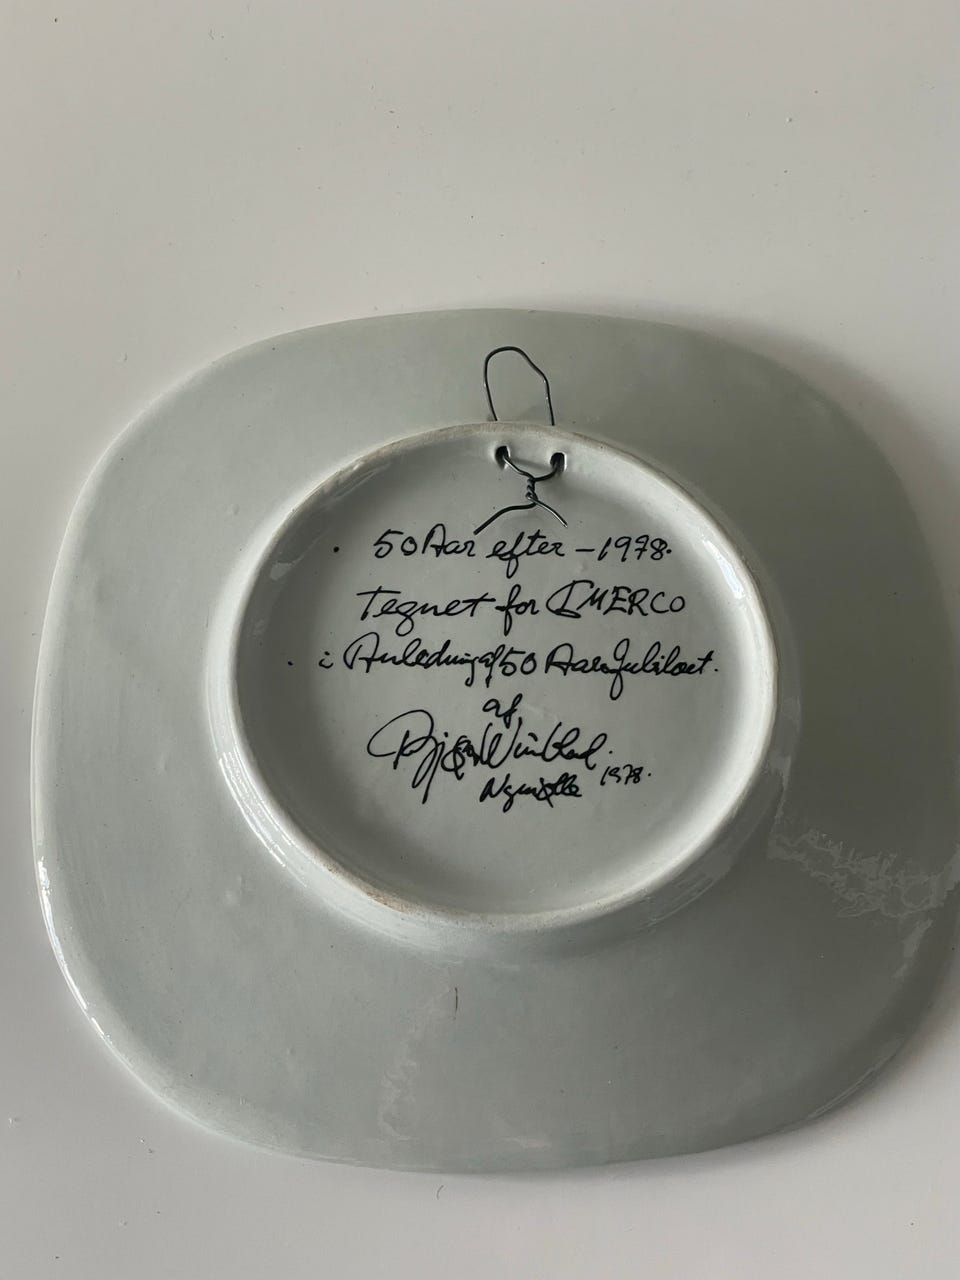 50 Aar efter - 1978.
Tegnet for IMERCO
i Anledning af 50 Aars Jubilæet.
af
Bjørn Wiinblad.
Nymølle 1978.